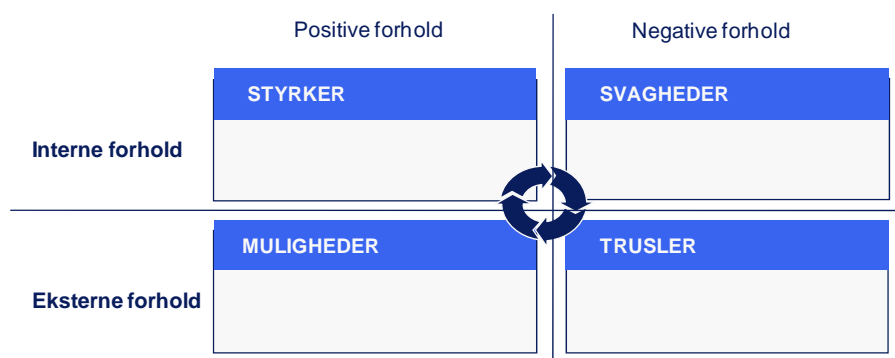 Positive forhold
Negative forhold
STYRKER
SVAGHEDER
Interne forhold
MULIGHEDER
TRUSLER
Eksterne forhold